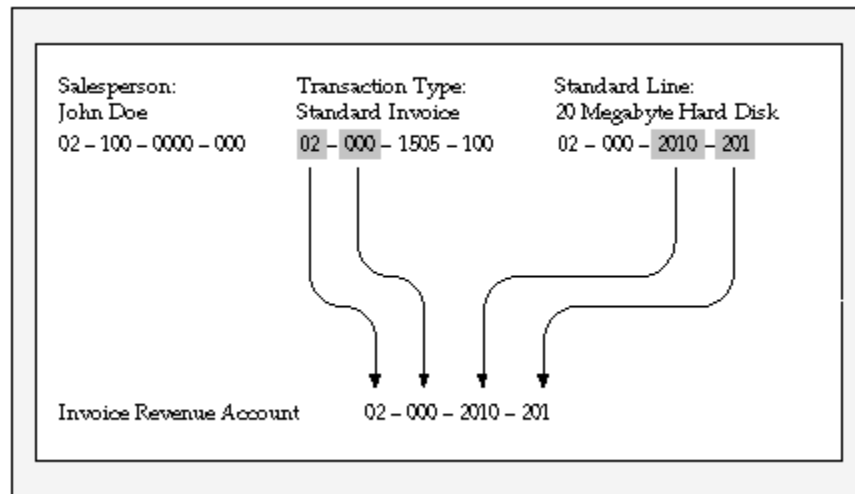 Salesperson:
John Doe
02 – 100 – 0000 – 000
Transaction Type:
Standard Invoice
02 – 000 – 1505 – 100
Standard Line:
20 Megabyte Hard Disk
02 – 000 – 2010 – 201
Invoice Revenue Account 02 – 000 – 2010 – 201